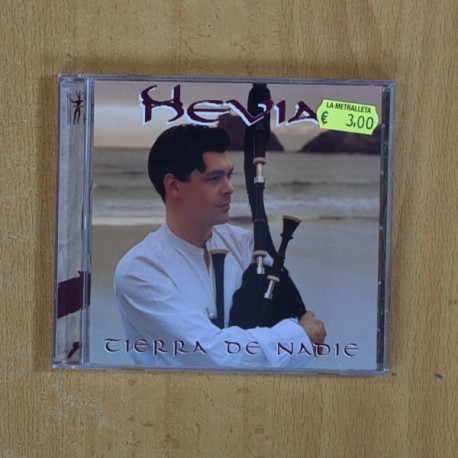 Hevia
LA METRALLETA
€ 3,00
TIERRA DE NADIE